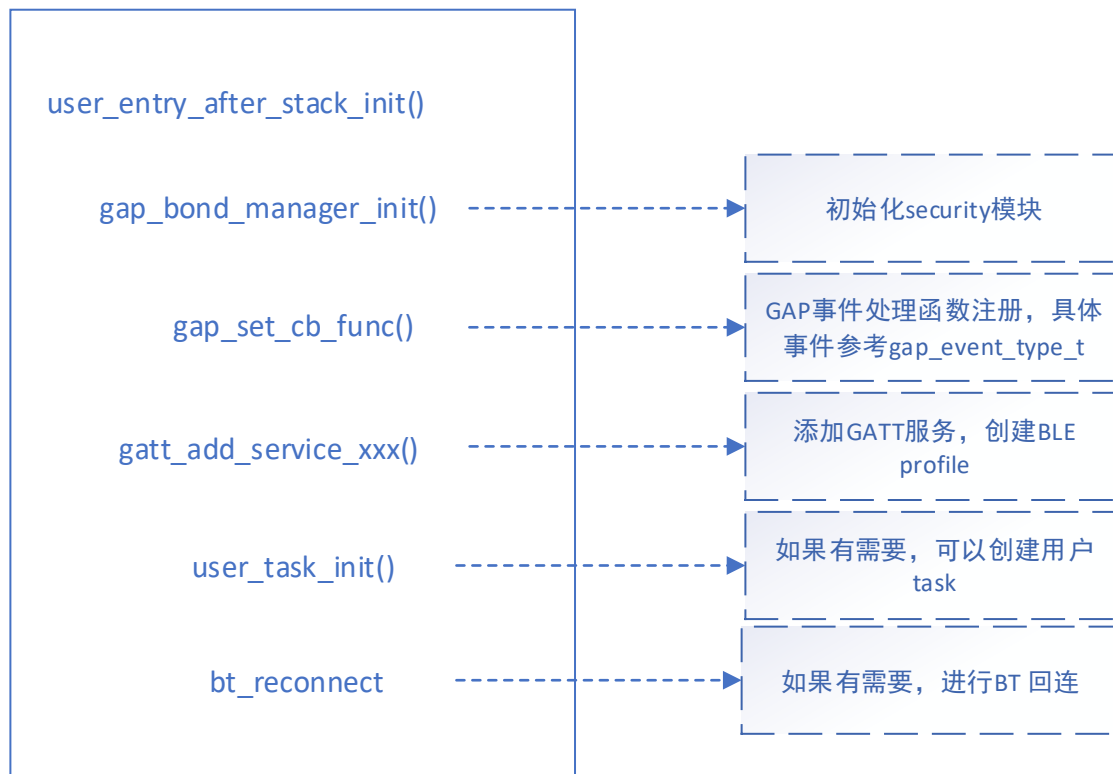 user_entry_after_stack_init()
gap_bond_manager_init()
初始化security模块
gap_set_cb_func()
GAP事件处理函数注册，具体
事件参考gap_event_type_t
gatt_add_service_xxx()
添加GATT服务，创建BLE
profile
user_task_init()
如果有需要，可以创建用户
task
bt_reconnect
如果有需要，进行BT 回连